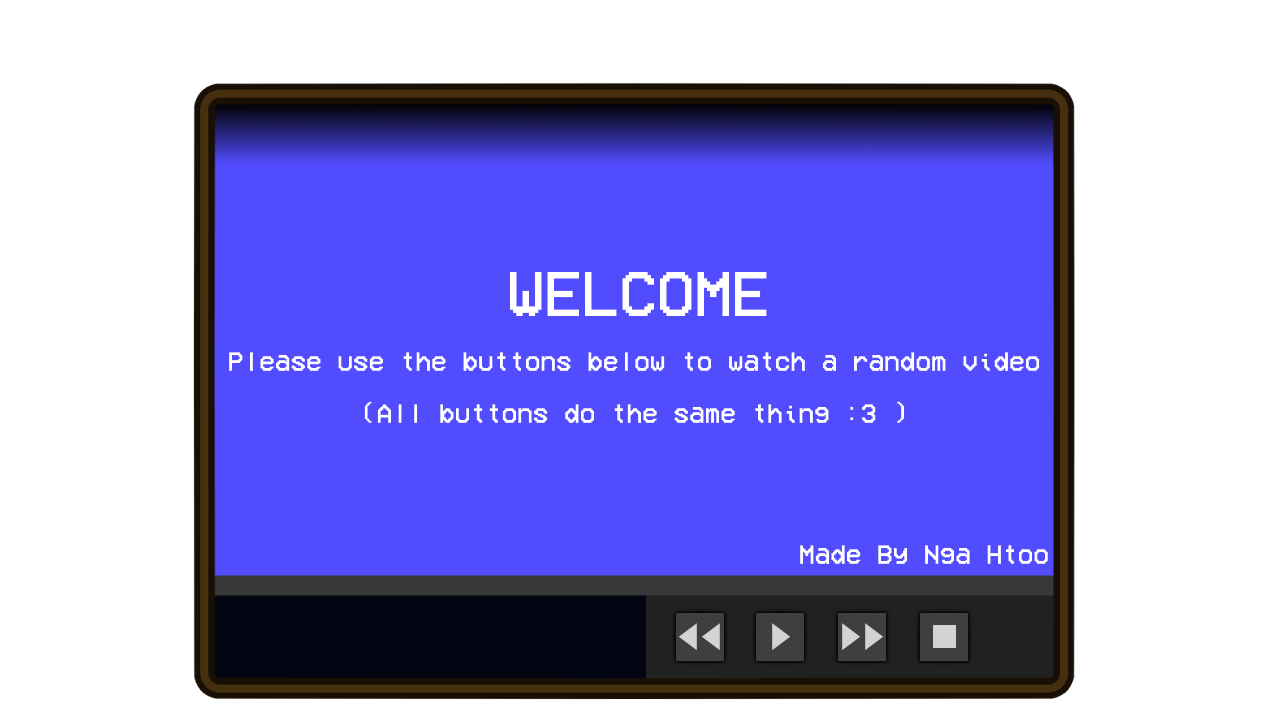 WELCOME
Please use the buttons below to watch a random video
(All buttons do the same thing :3 )
Made By Nga Htoo